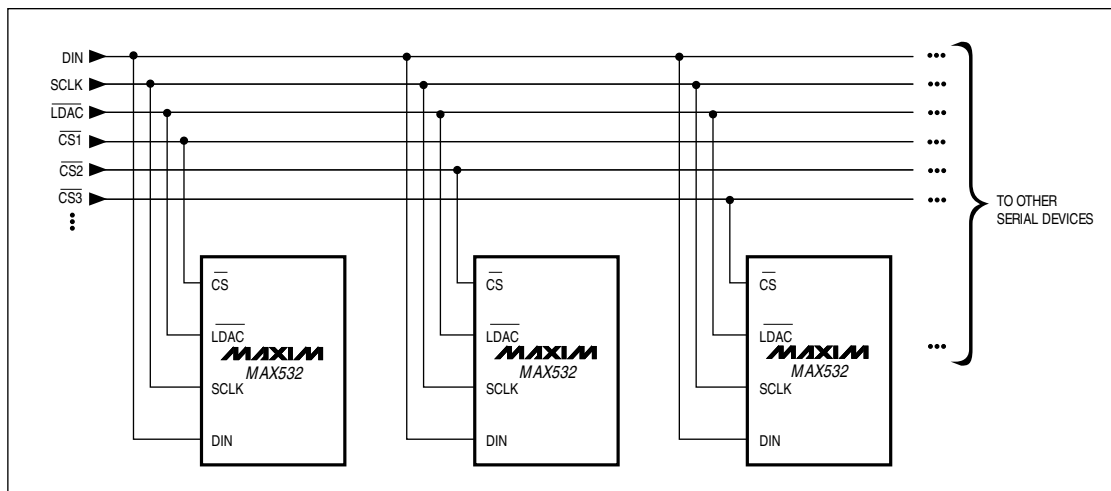 DIN
SCLK
LDAC
CS1
CS2
CS3
TO OTHER
SERIAL DEVICES
CS
LDAC
MAXIM
MAX532
SCLK
DIN
CS
LDAC
MAXIM
MAX532
SCLK
DIN
CS
LDAC
MAXIM
MAX532
SCLK
DIN